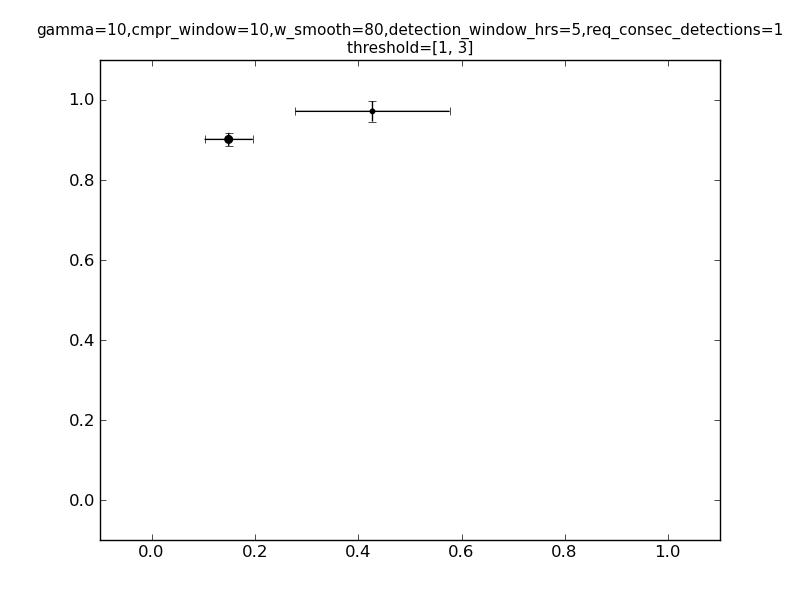 gamma=10,cmpr_window=10,w_smooth=80,detection_window_hrs=5,req_consec_detections=1
threshold=[1, 3]
1.0
0.8
0.6
0.4
0.2
0.0
0.0 0.2 0.4 0.6 0.8 1.0